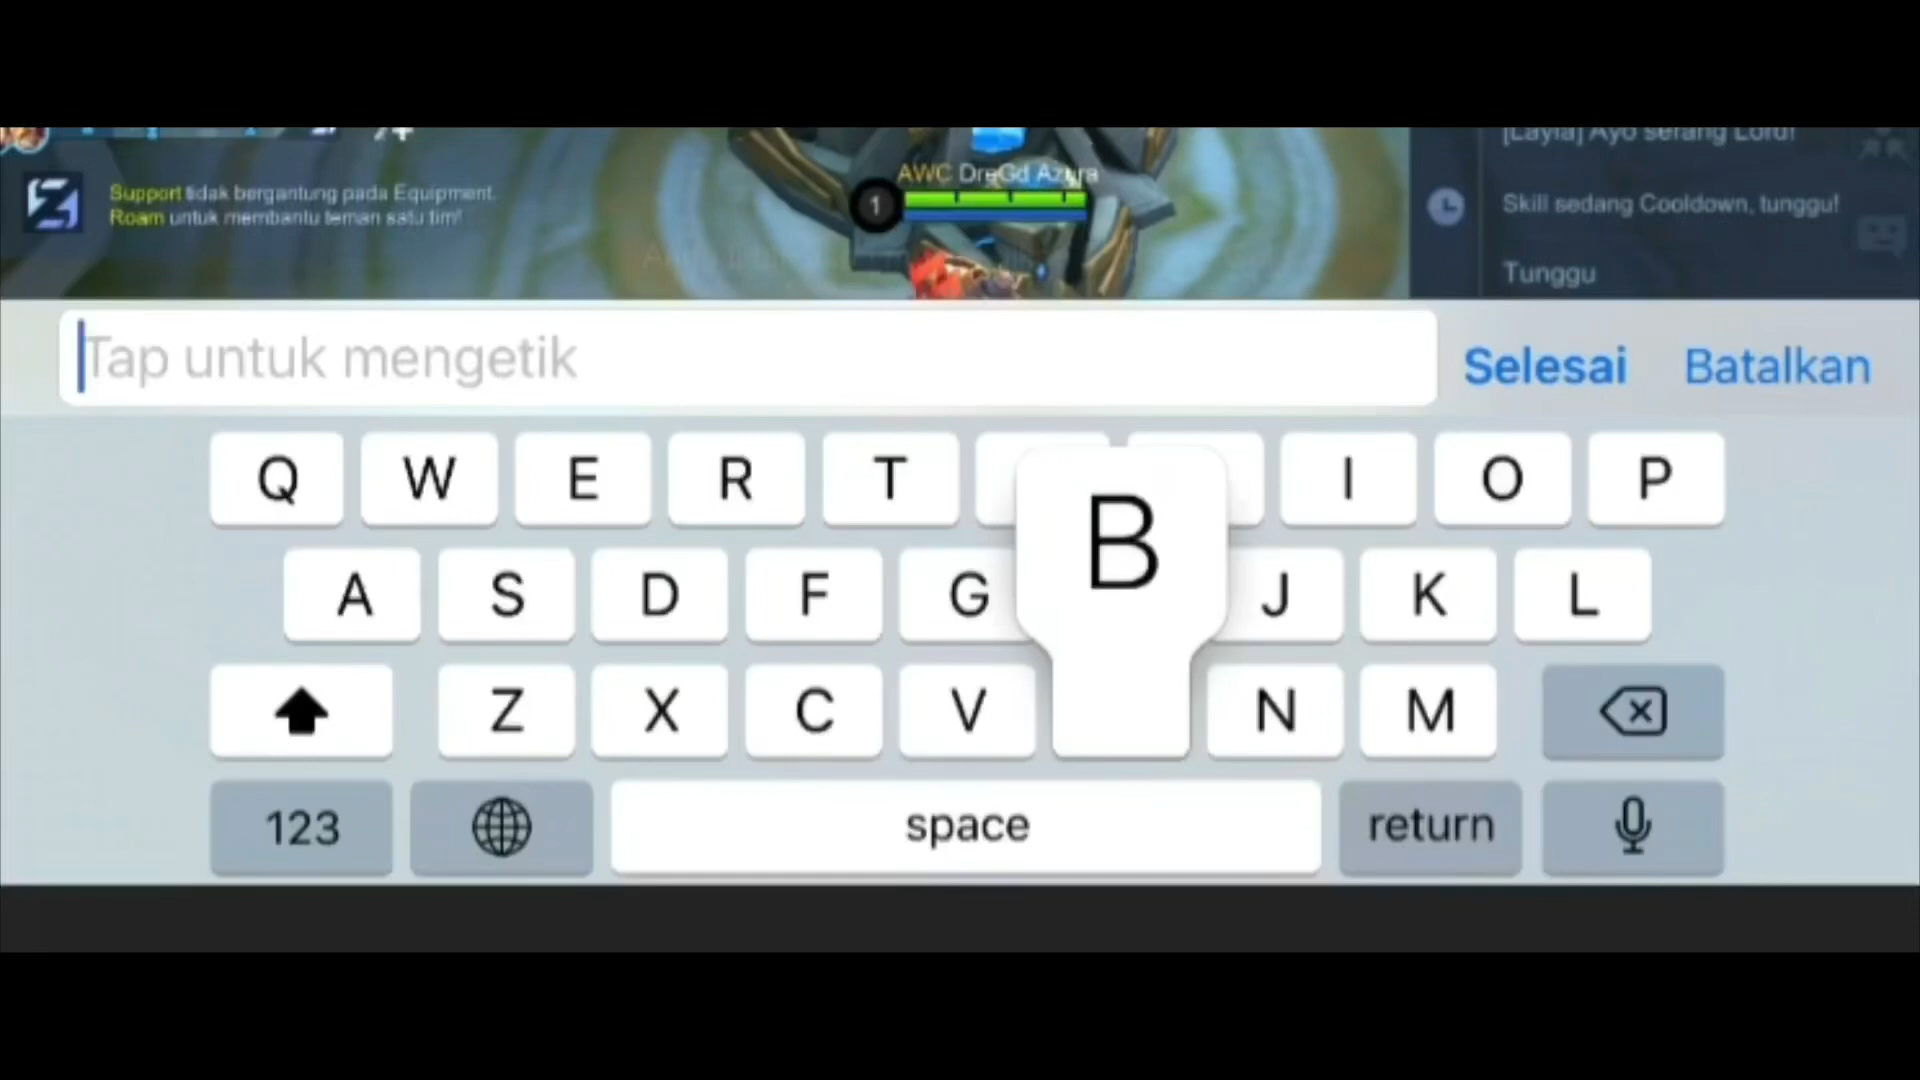 [Layla] Ayo serang Lord!
Support tidak bergantung pada Equipment.
Roam untuk membantu teman satu tim!
AWC DreGd Azura
1
Skill sedang Cooldown, tunggu!
Tunggu
Tap untuk mengetik
Selesai
Batalkan
Q W E R T I O P
B
A S D F G J K L
Z X C V N M
123
space
return